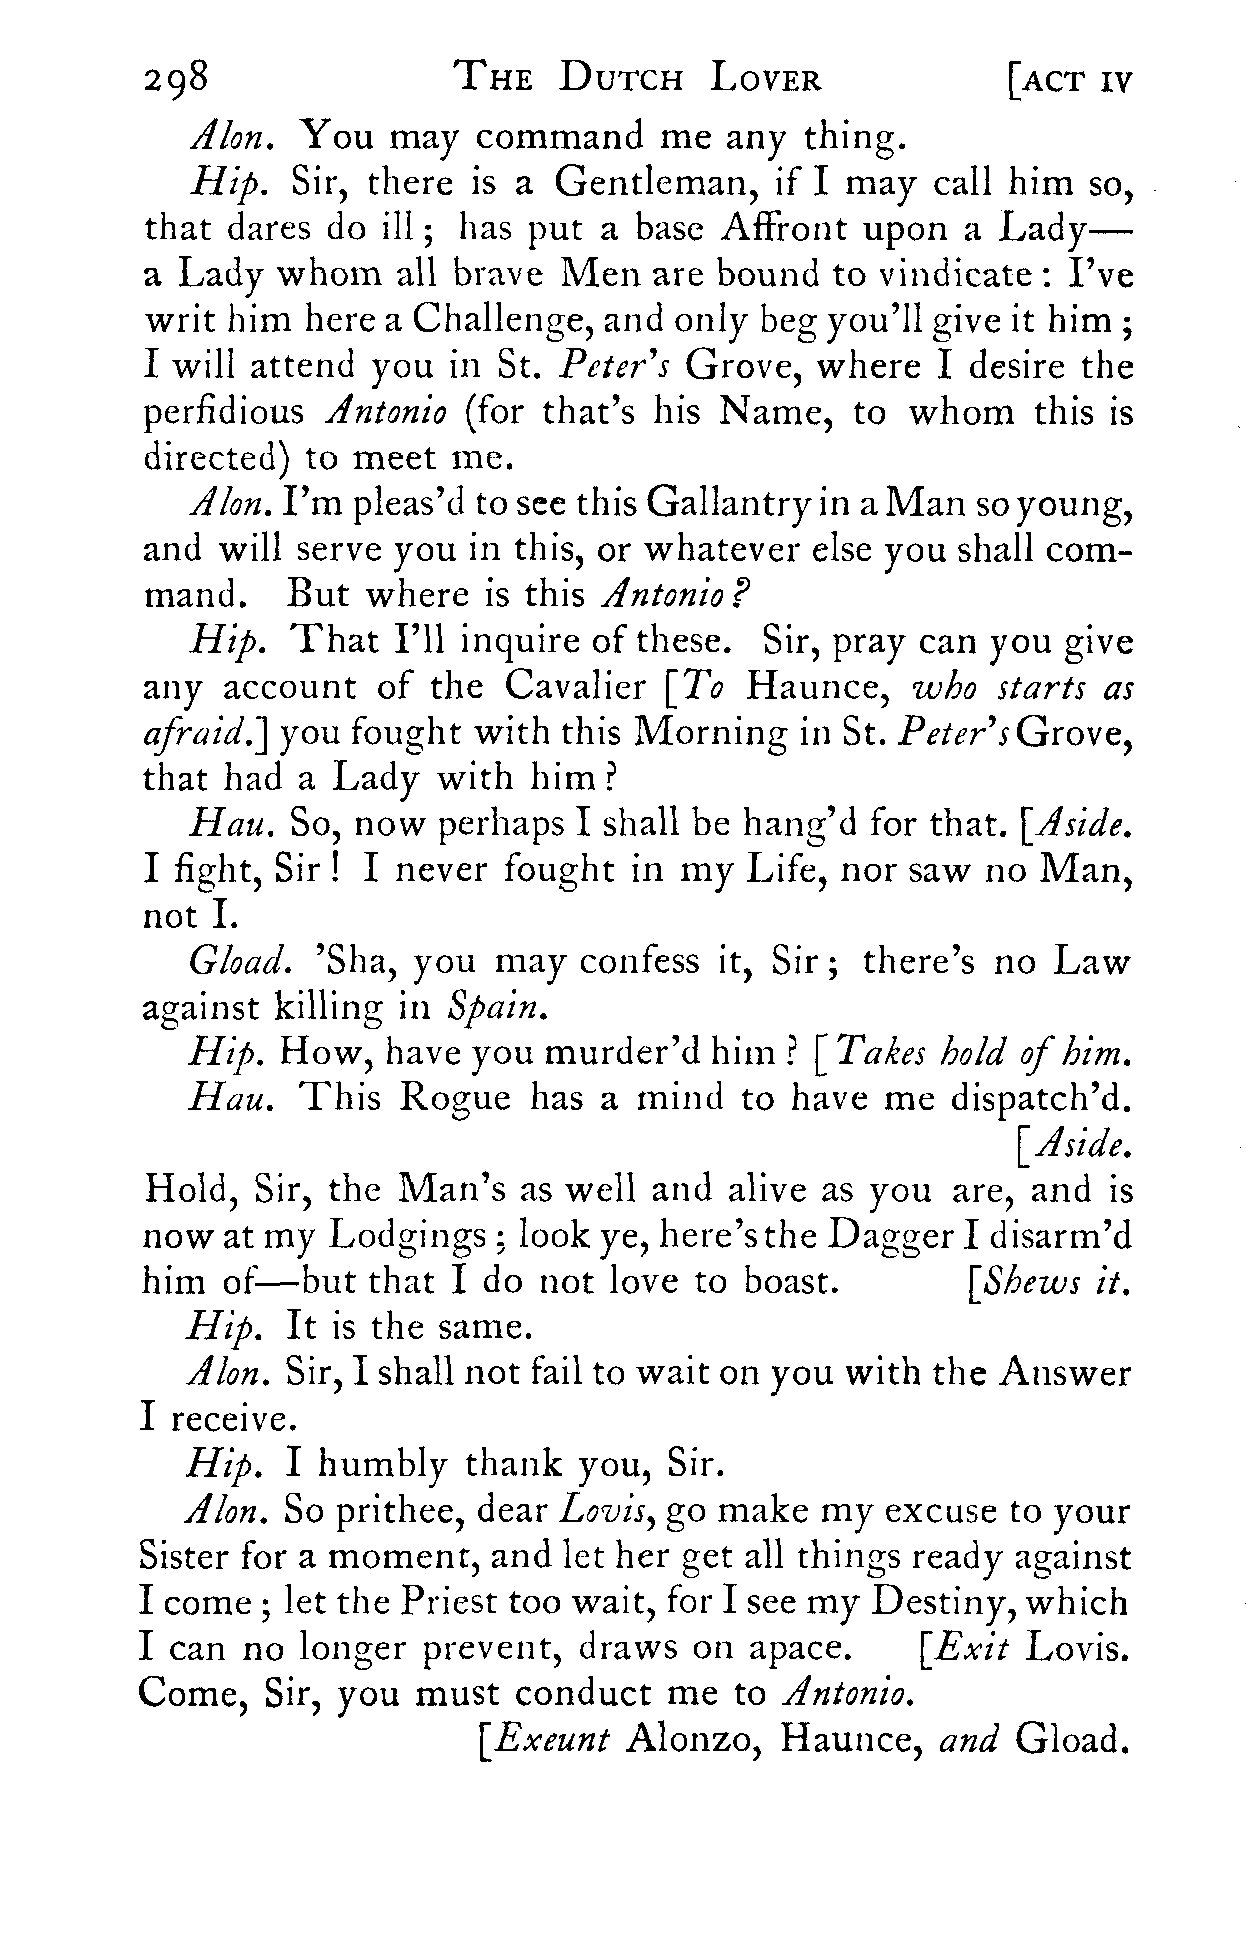 298 The Dutch Lover [act iv
Alon. You may command me any thing.
Hip. Sir, there is a Gentleman, if I may call him so,
that dares do ill; has put a base Affront upon a Lady—
a Lady whom all brave Men are bound to vindicate: I've
writ him here a Challenge, and only beg you'll give it him;
I will attend you in St. Peter's Grove, where I desire the
perfidious Antonio (for that's his Name, to whom this is
directed) to meet me.
Alon. I'm pleas'd to see this Gallantry in a Man so young,
and will serve you in this, or whatever else you shall com-
mand. But where is this Antonio?
Hip. That I'll inquire of these. Sir, pray can you give
any account of the Cavalier [To Haunce, who starts as
afraid.] you fought with this Morning in St. Peter's Grove,
that had a Lady with him?
Hau. So, now perhaps I shall be hang'd for that. [Aside.
I fight, Sir! I never fought in my Life, nor saw no Man,
not I.
Gload. 'Sha, you may confess it, Sir; there's no Law
against killing in Spain.
Hip. How, have you murder'd him? [Takes hold of him.
Hau. This Rogue has a mind to have me dispatch'd.
[Aside.
Hold, Sir, the Man's as well and alive as you are, and is
now at my Lodgings; look ye, here's the Dagger I disarm'd
him of—but that I do not love to boast. [Shews it.
Hip. It is the same.
Alon. Sir, I shall not fail to wait on you with the Answer
I receive.
Hip. I humbly thank you, Sir.
Alon. So prithee, dear Lovis, go make my excuse to your
Sister for a moment, and let her get all things ready against
I come; let the Priest too wait, for I see my Destiny, which
I can no longer prevent, draws on apace. [Exit Lovis.
Come, Sir, you must conduct me to Antonio.
[Exeunt Alonzo, Haunce, and Gload.